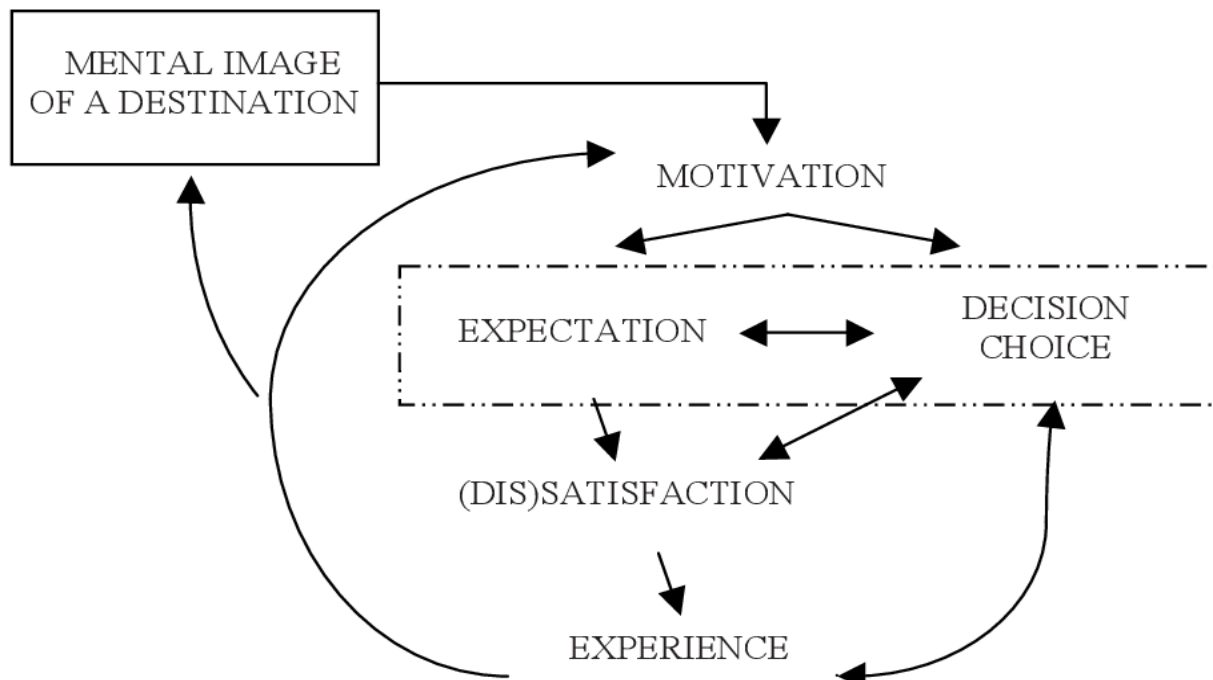 MENTAL IMAGE
OF A DESTINATION
MOTIVATION
EXPECTATION
DECISION
CHOICE
(DIS)SATISFACTION
EXPERIENCE